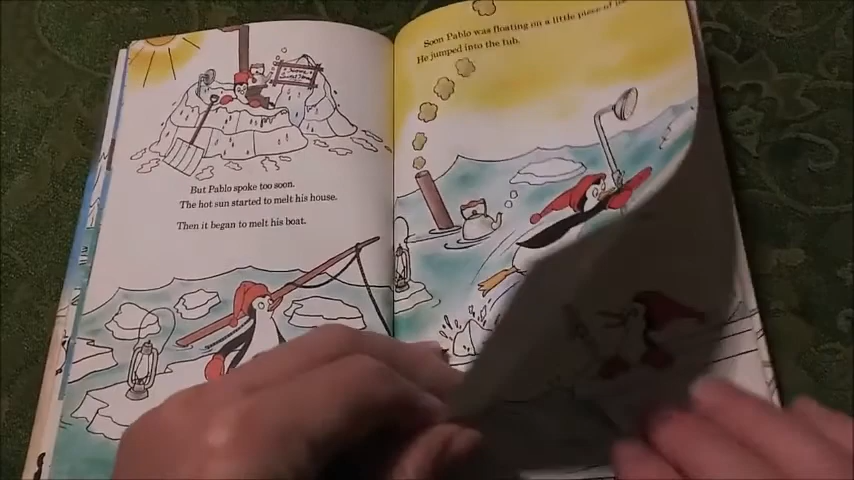 But Pablo spoke too soon.
The hot sun started to melt his house.
Then it began to melt his boat.
Soon Pablo was floating on a little piece of
He jumped into the tub.